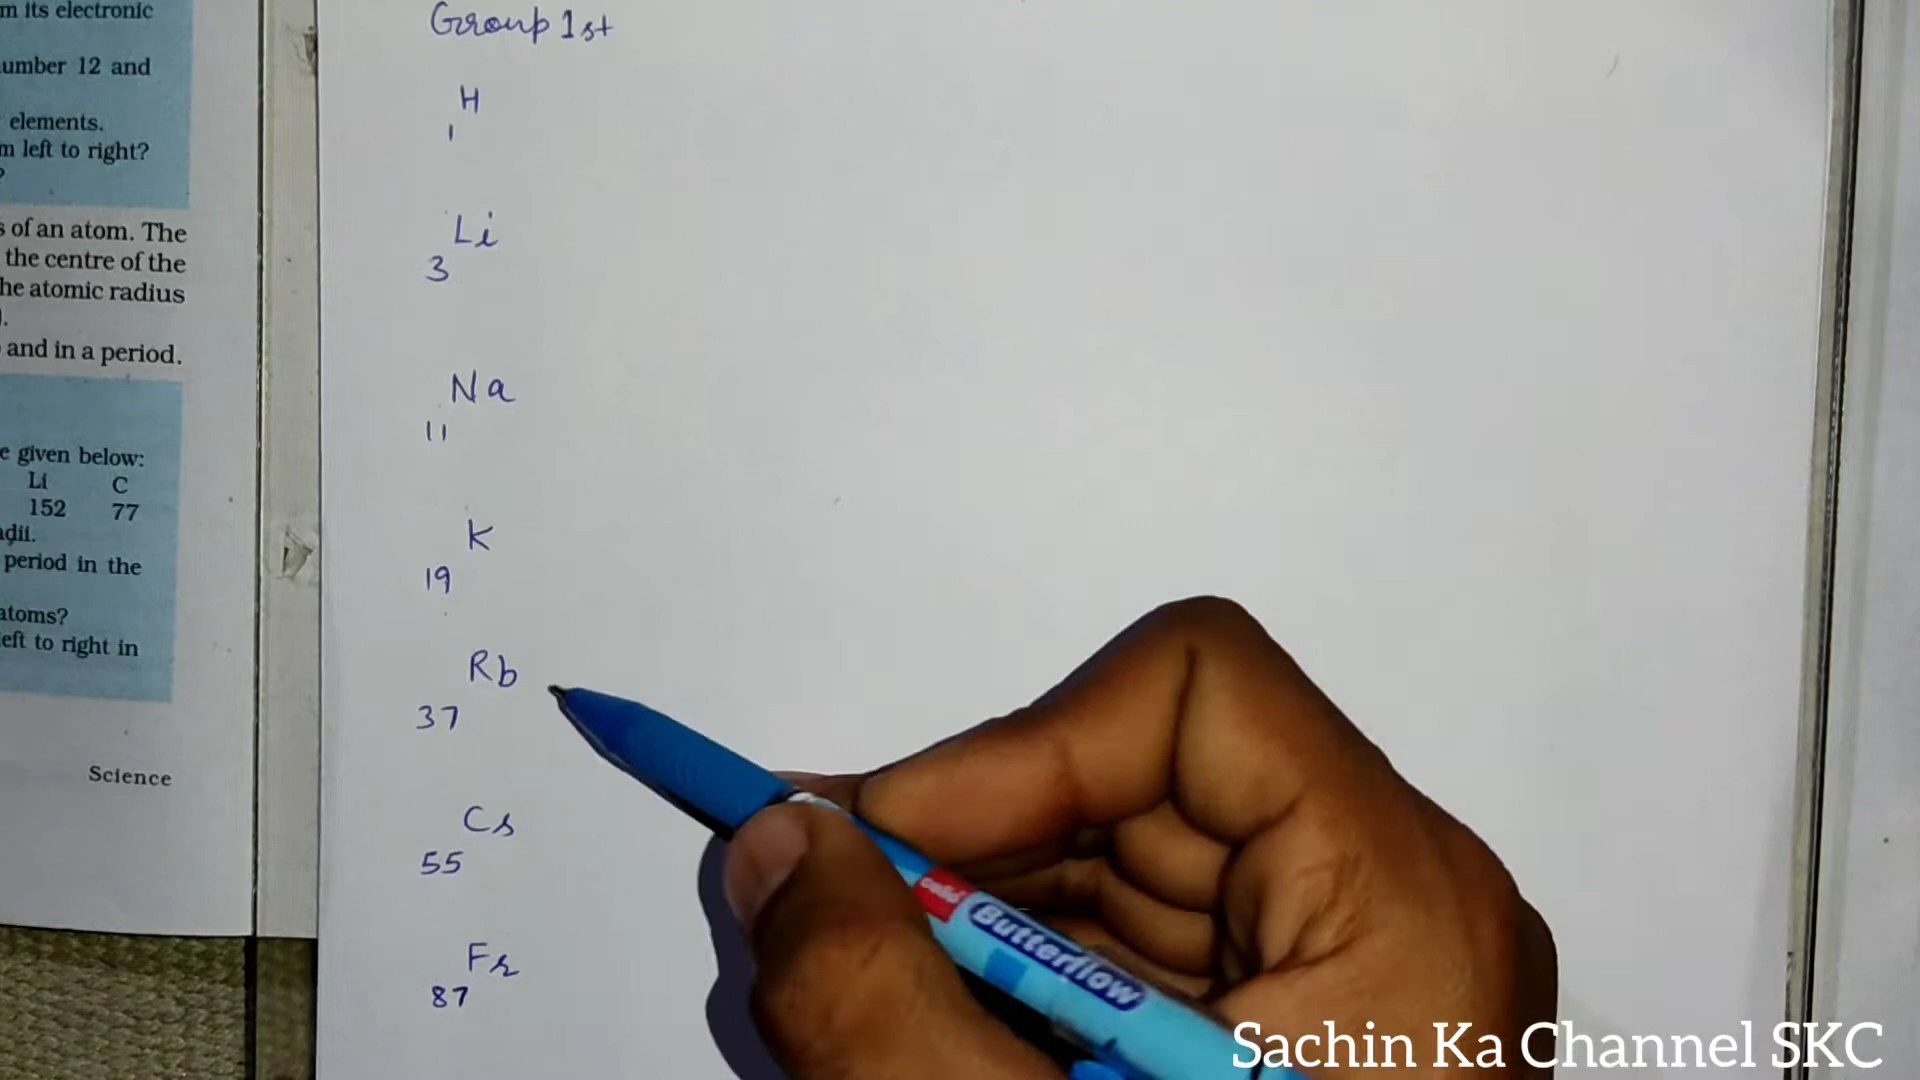 m its electronic
umber 12 and
elements.
m left to right?
?
s of an atom. The
the centre of the
he atomic radius
).
and in a period.
e given below:
Li C
152 77
adii.
period in the
atoms?
left to right in
Science
Group 1st
H
1
Li
3
Na
11
K
19
Rb
37
Cs
55
Fr
87
cello
Butterflow
Sachin Ka Channel SKC